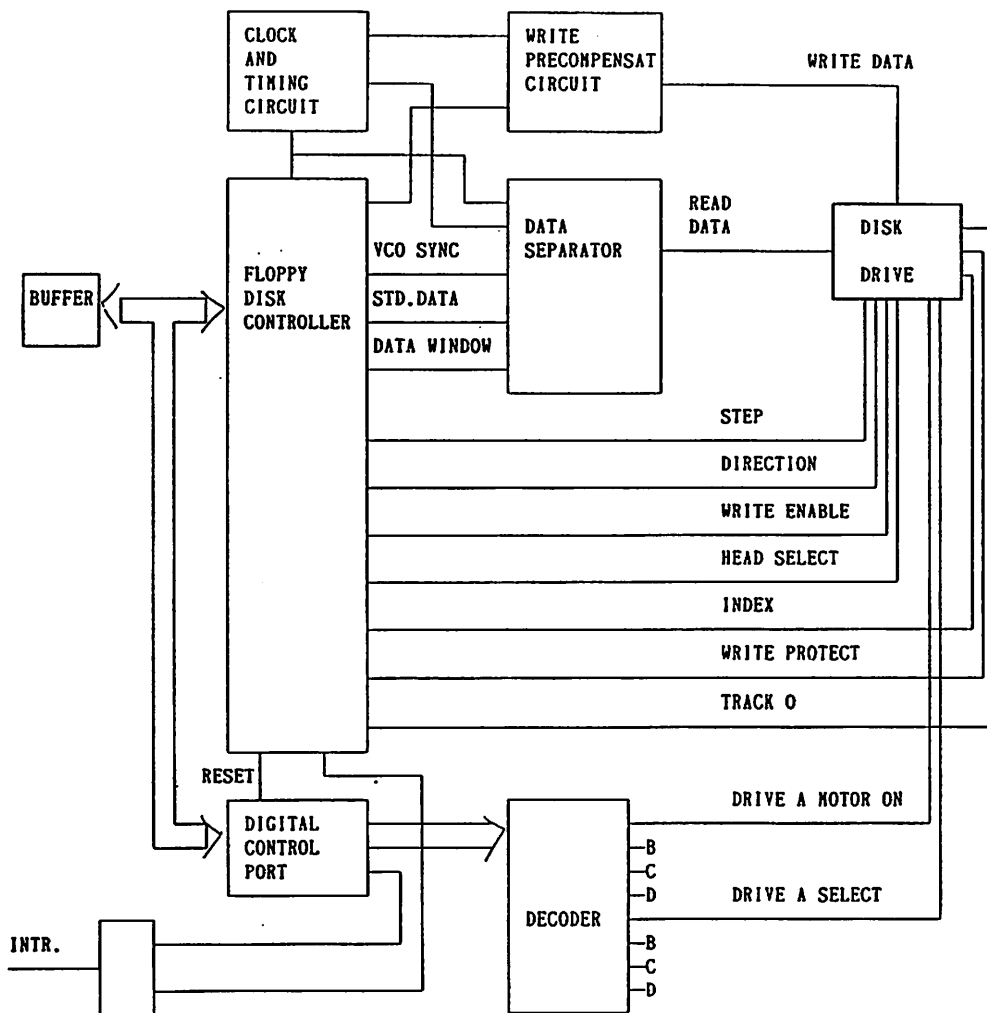 CLOCK
AND
TIMING
CIRCUIT
WRITE
PRECOMPENSAT
CIRCUIT
WRITE DATA
FLOPPY
DISK
CONTROLLER
VCO SYNC
STD.DATA
DATA WINDOW
DATA
SEPARATOR
READ
DATA
DISK
DRIVE
BUFFER
STEP
DIRECTION
WRITE ENABLE
HEAD SELECT
INDEX
WRITE PROTECT
TRACK 0
RESET
DIGITAL
CONTROL
PORT
DECODER
DRIVE A MOTOR ON
B
C
D
DRIVE A SELECT
B
C
D
INTR.